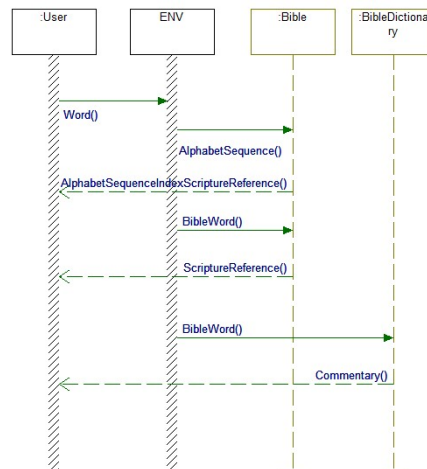 :User
ENV
:Bible
:BibleDictiona
ry
Word()
AlphabetSequence()
AlphabetSequenceIndexScriptureReference()
BibleWord()
ScriptureReference()
BibleWord()
Commentary()